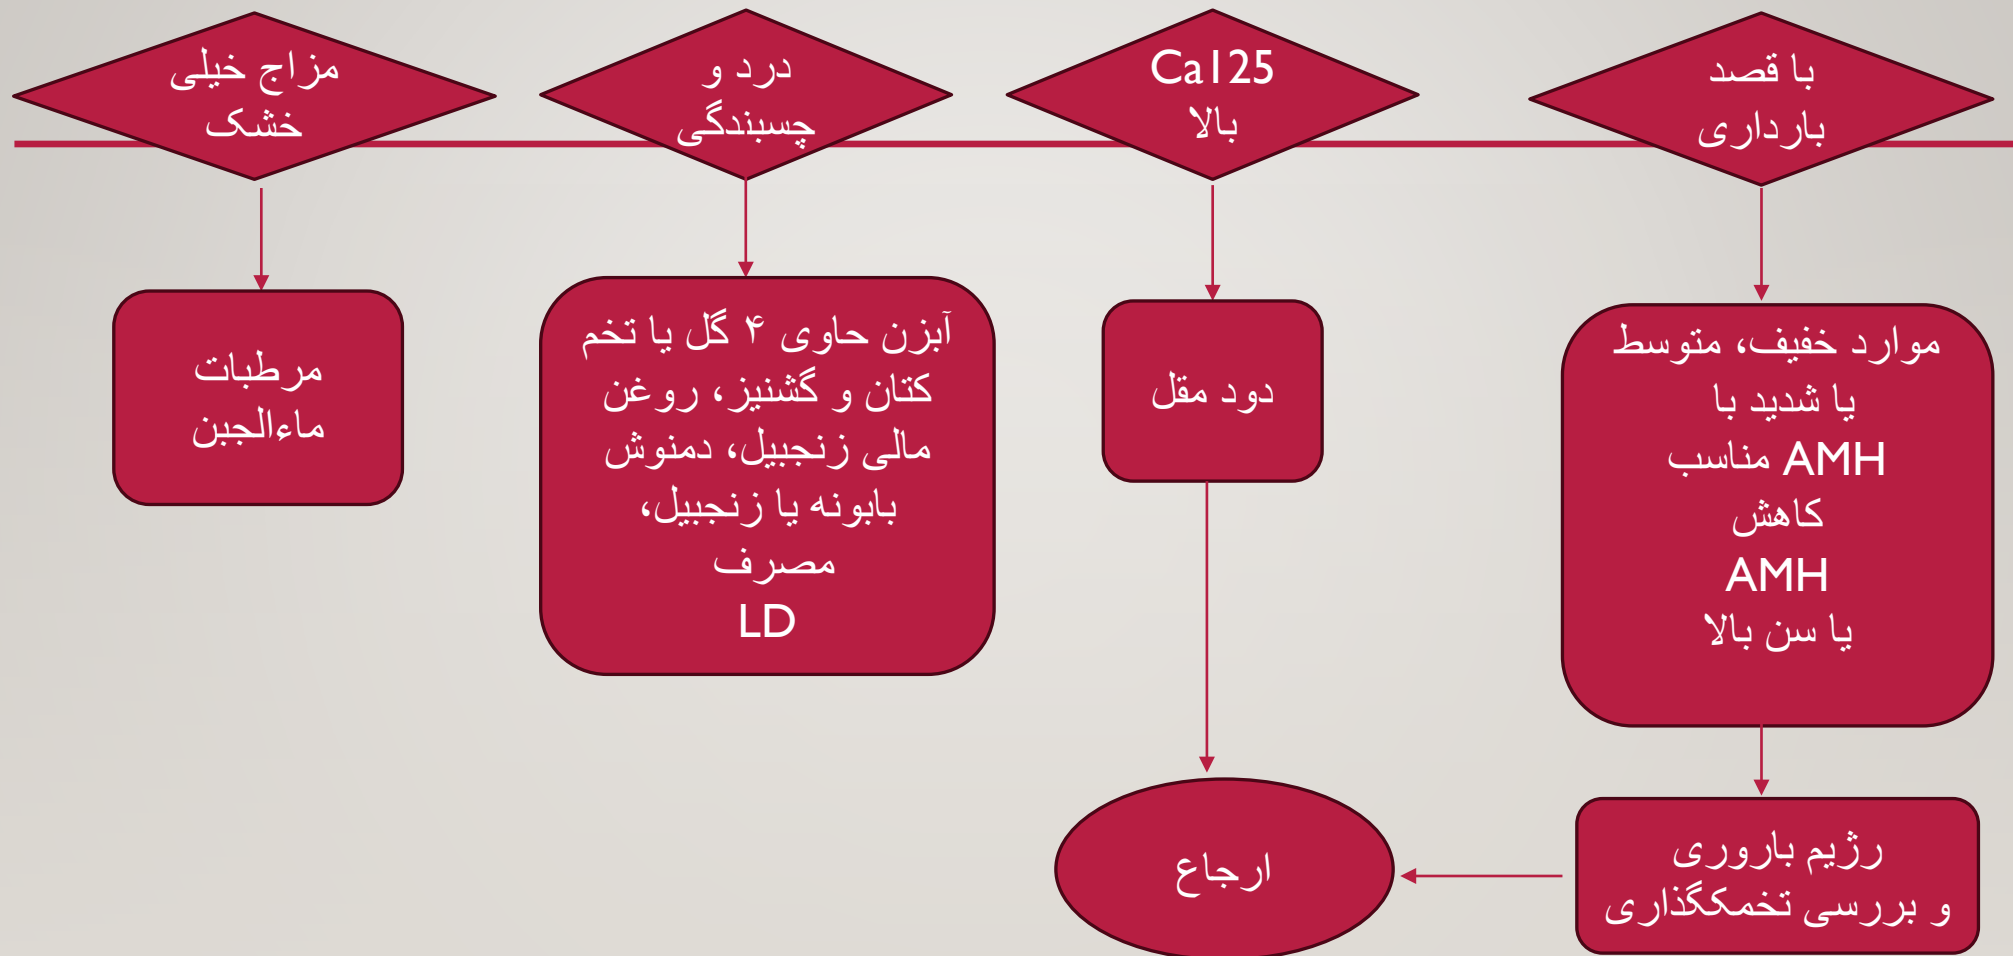 با قصد
بارداری
Ca125
بالا
درد و
چسبندگی
مزاج خیلی
خشک
موارد خفیف، متوسط
یا شدید با
AMH مناسب
کاهش
AMH
یا سن بالا
دود مقل
آبزن حاوی ۴ گل یا تخم
کتان و گشنیز، روغن
مالی زنجبیل، دمنوش
بابونه یا زنجبیل،
مصرف
LD
مرطبات
ماءالجبن
رژیم باروری
و بررسی تخمکگذاری
ارجاع